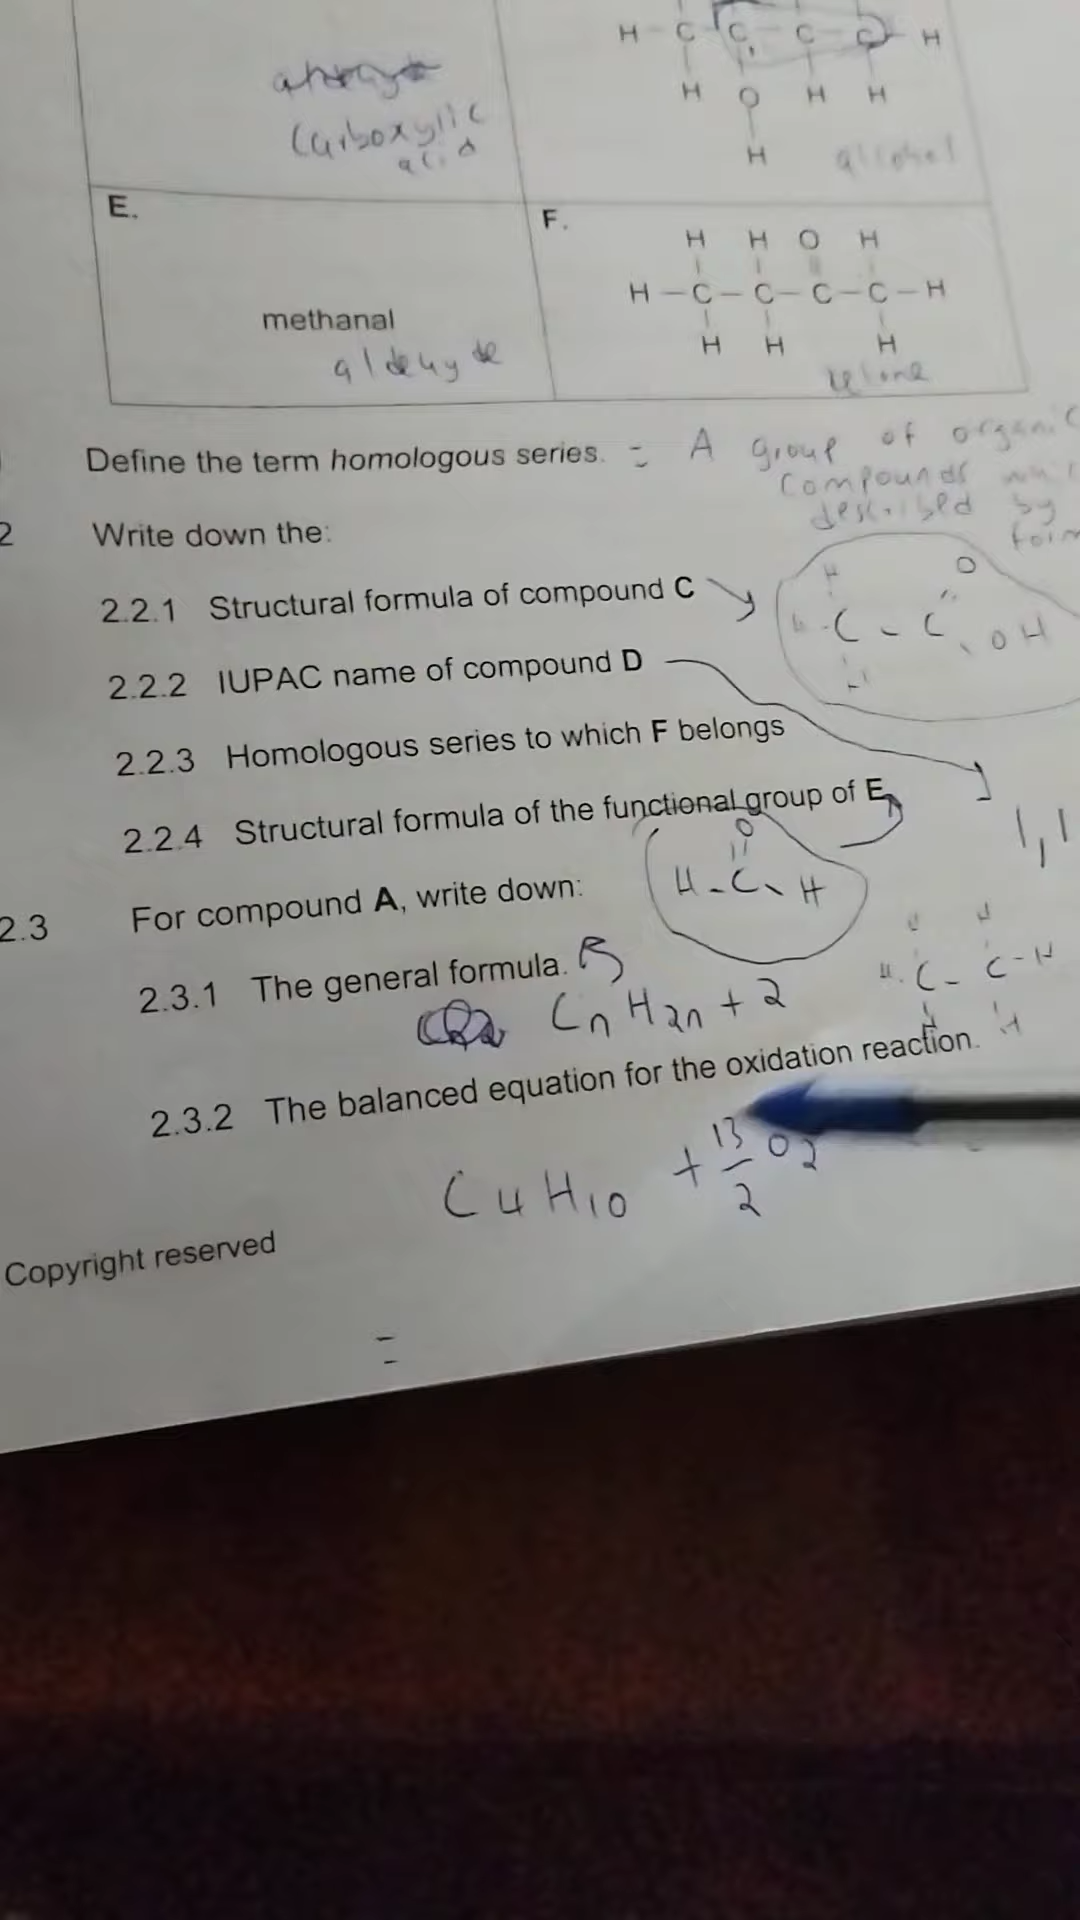 H - C - C - C - C - H
H O H H
H
carboxylic
acid
alcohol
E.
methanal
aldehyde
F.
H H O H
H - C - C - C - C - H
H H H
Define the term homologous series. = A group of organic
compounds
described by
Write down the:
2.2.1 Structural formula of compound C
H O
C - C
OH
2.2.2 IUPAC name of compound D
2.2.3 Homologous series to which F belongs
2.2.4 Structural formula of the functional group of E
O
H - C - H
1,1
2.3 For compound A, write down:
2.3.1 The general formula.
CnH2n + 2
H. C - C - H
2.3.2 The balanced equation for the oxidation reaction.
C4H10 + 13/2 O2
Copyright reserved